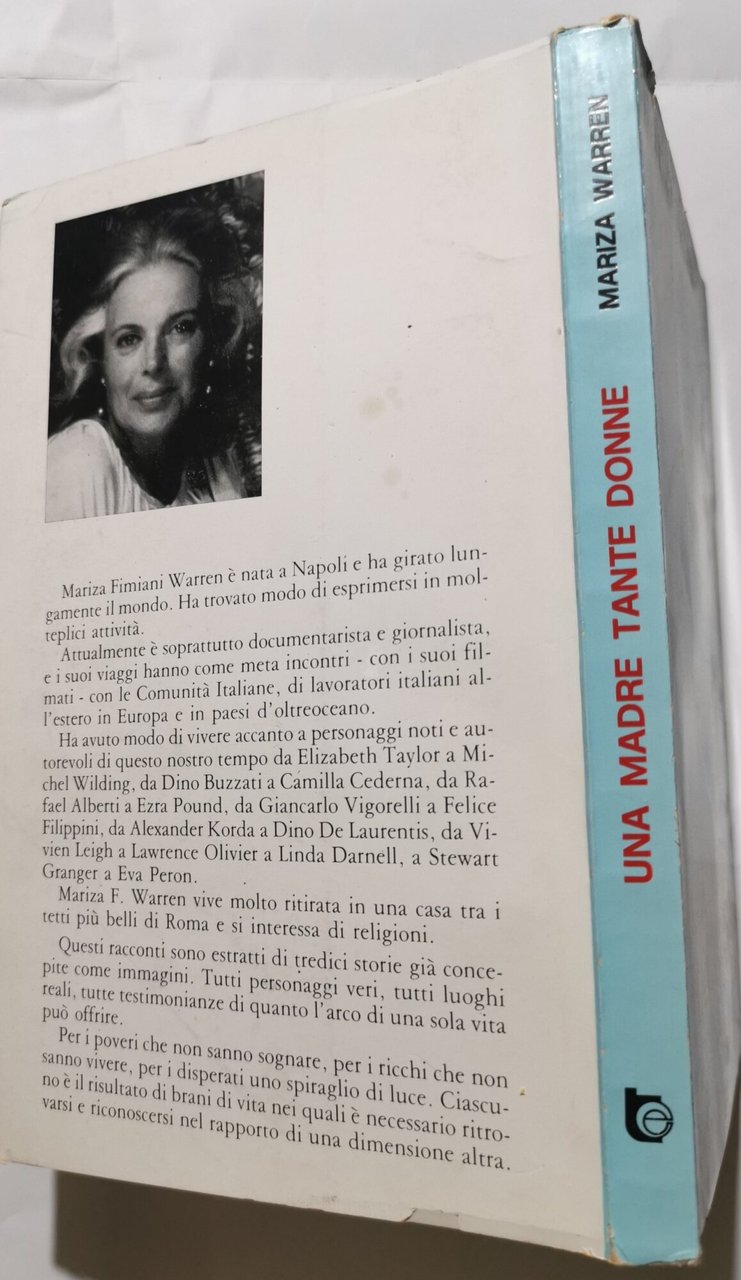 Mariza Fimiani Warren è nata a Napoli e ha girato lun-
gamente il mondo. Ha trovato modo di esprimersi in mol-
teplici attività.
Attualmente è soprattutto documentarista e giornalista,
e i suoi viaggi hanno come meta incontri - con i suoi fil-
mati - con le Comunità Italiane, di lavoratori italiani al-
l'estero in Europa e in paesi d'oltreoceano.
Ha avuto modo di vivere accanto a personaggi noti e au-
torevoli di questo nostro tempo da Elizabeth Taylor a Mi-
chel Wilding, da Dino Buzzati a Camilla Cederna, da Ra-
fael Alberti a Ezra Pound, da Giancarlo Vigorelli a Felice
Filippini, da Alexander Korda a Dino De Laurentis, da Vi-
vien Leigh a Lawrence Olivier a Linda Darnell, a Stewart
Granger a Eva Peron.
Mariza F. Warren vive molto ritirata in una casa tra i
tetti più belli di Roma e si interessa di religioni.
Questi racconti sono estratti di tredici storie già conce-
pite come immagini. Tutti personaggi veri, tutti luoghi
reali, tutte testimonianze di quanto l'arco di una sola vita
può offrire.
Per i poveri che non sanno sognare, per i ricchi che non
sanno vivere, per i disperati uno spiraglio di luce. Ciascu-
no è il risultato di brani di vita nei quali è necessario ritro-
varsi e riconoscersi nel rapporto di una dimensione altra.
MARIZA WARREN
UNA MADRE TANTE DONNE